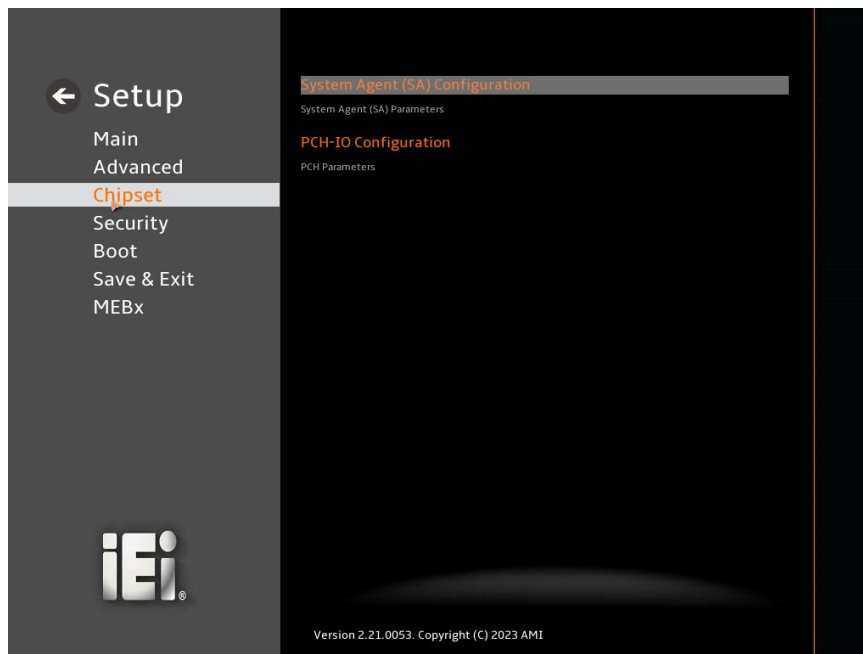 Setup
Main
Advanced
Chipset
Security
Boot
Save & Exit
MEBx
System Agent (SA) Configuration
System Agent (SA) Parameters
PCH-IO Configuration
PCH Parameters
iEi®
Version 2.21.0053. Copyright (C) 2023 AMI